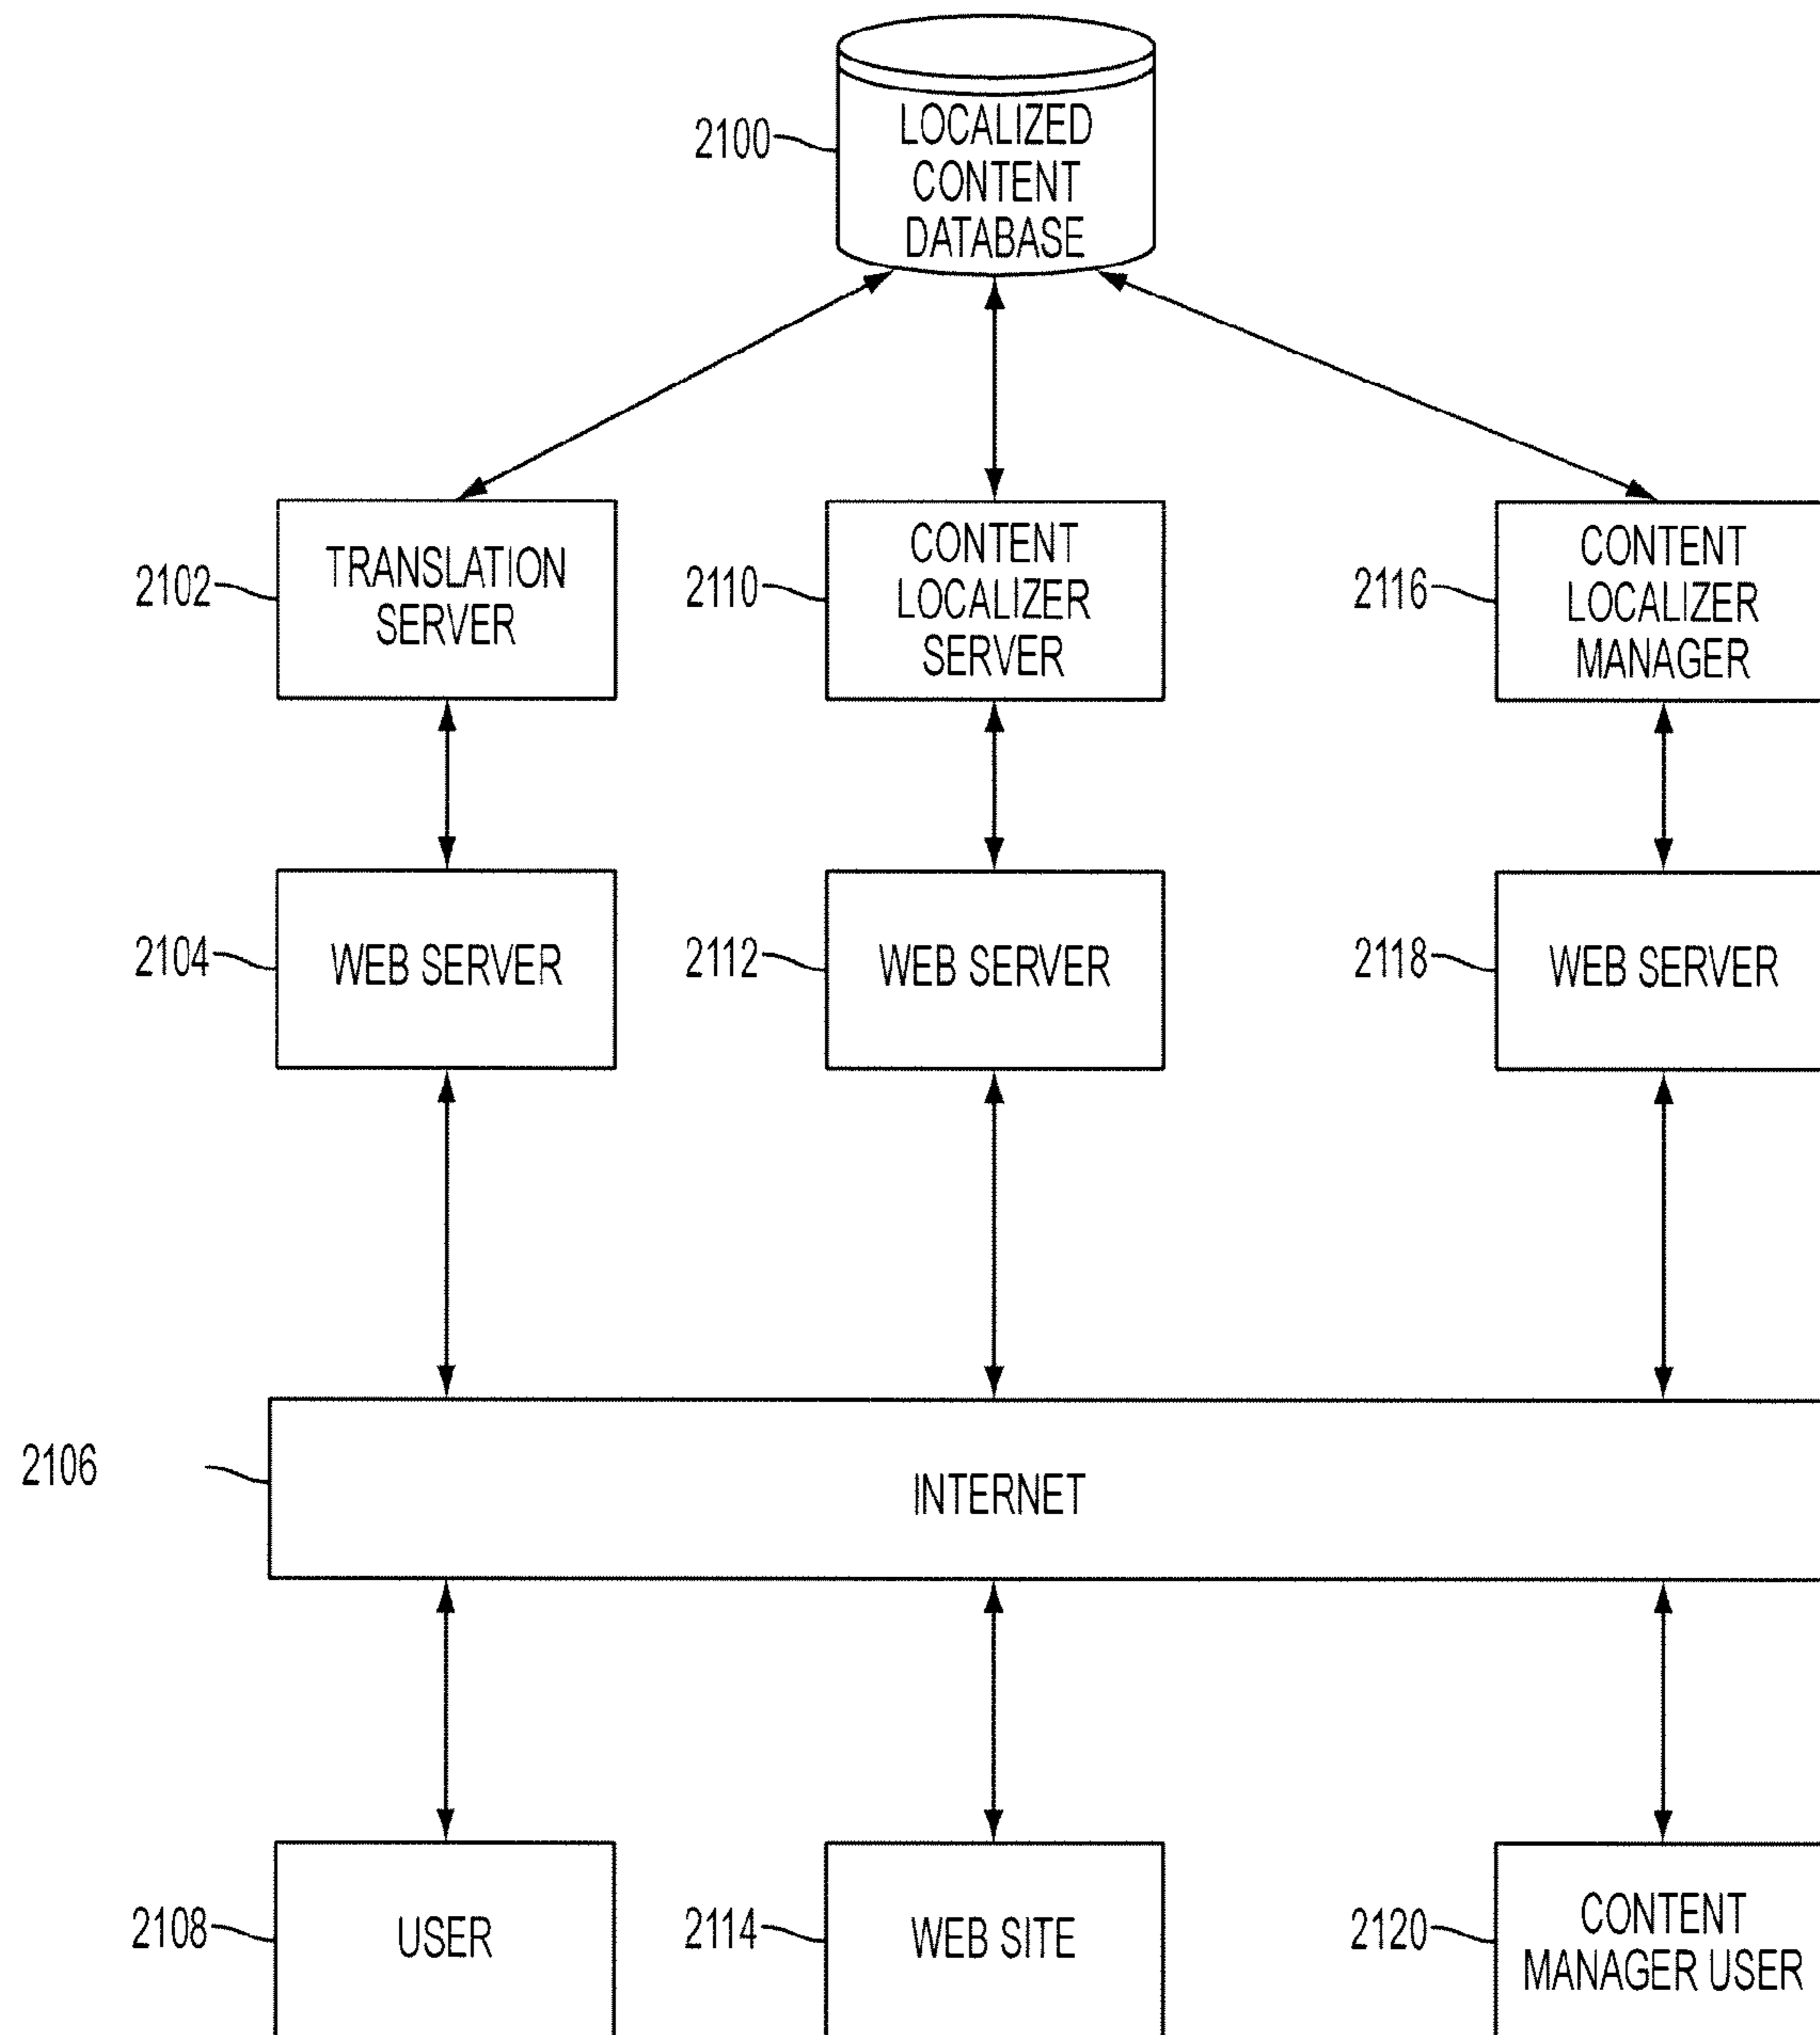 2100
LOCALIZED
CONTENT
DATABASE
2102
TRANSLATION
SERVER
2110
CONTENT
LOCALIZER
SERVER
2116
CONTENT
LOCALIZER
MANAGER
2104
WEB SERVER
2112
WEB SERVER
2118
WEB SERVER
2106
INTERNET
2108
USER
2114
WEB SITE
2120
CONTENT
MANAGER USER